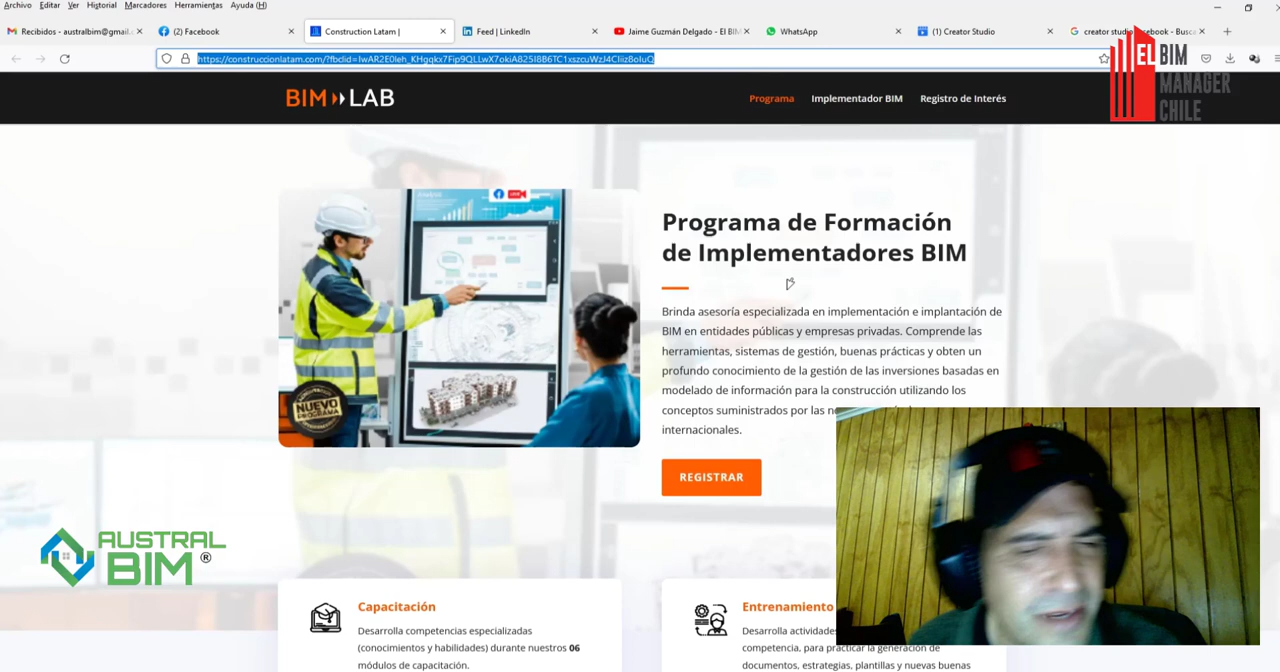 Archivo Editar Ver Historial Marcadores Herramientas Ayuda (H)
Recibidos - australbim@gmail.c
(2) Facebook
Construction Latam |
Feed | LinkedIn
Jaime Guzmán Delgado - El BIM
WhatsApp
(1) Creator Studio
creator studio facebook - Busca
EL BIM
MANAGER
CHILE
BIM LAB
Programa
Implementador BIM
Registro de Interés
LIVE
NUEVO
PROGRAMA
Programa de Formación
de Implementadores BIM
Brinda asesoría especializada en implementación e implantación de
BIM en entidades públicas y empresas privadas. Comprende las
herramientas, sistemas de gestión, buenas prácticas y obten un
profundo conocimiento de la gestión de las inversiones basadas en
modelado de información para la construcción utilizando los
conceptos suministrados por las
internacionales.
REGISTRAR
AUSTRAL
BIM ®
Capacitación
Desarrolla competencias especializadas
(conocimientos y habilidades) durante nuestros 06
módulos de capacitación.
Entrenamiento
Desarrolla
competencia, para practicar la generación de
documentos, estrategias, plantillas y nuevas buenas